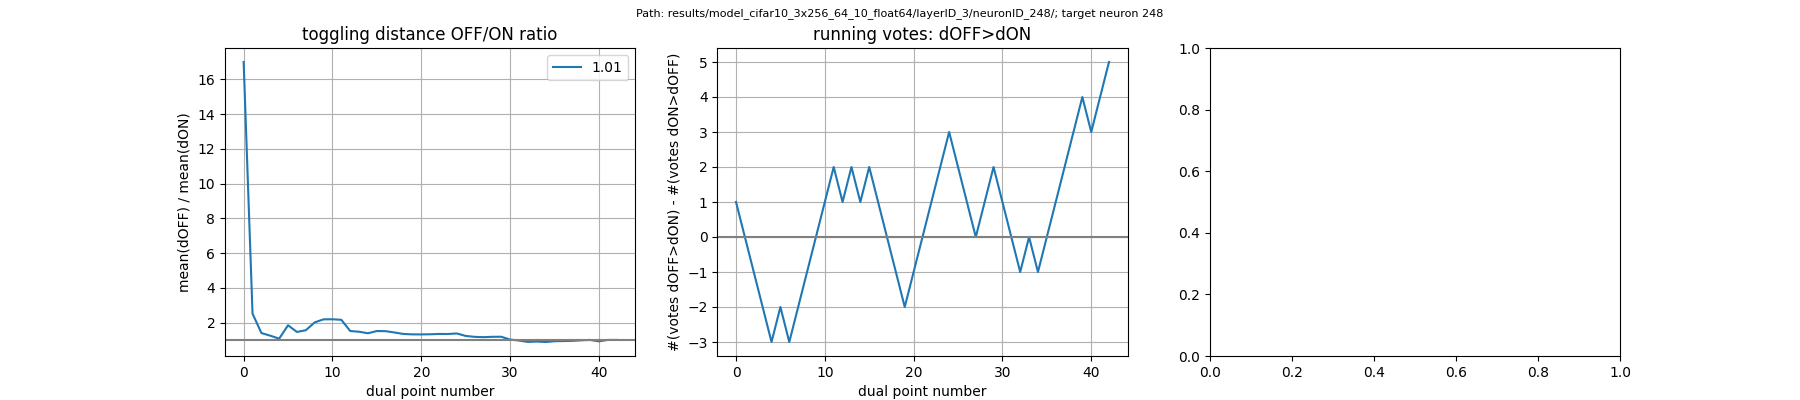 Path: results/model_cifar10_3x256_64_10_float64/layerID_3/neuronID_248/; target neuron 248
toggling distance OFF/ON ratio
mean(dOFF) / mean(dON)
16
14
12
10
8
6
4
2
1.01
0 10 20 30 40
dual point number
running votes: dOFF>dON
#(votes dOFF>dON) - #(votes dON>dOFF)
5
4
3
2
1
0
−1
−2
−3
0 10 20 30 40
dual point number
1.0
0.8
0.6
0.4
0.2
0.0
0.0 0.2 0.4 0.6 0.8 1.0